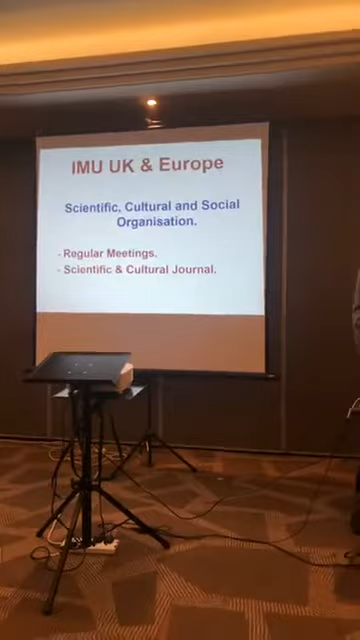 IMU UK & Europe
Scientific, Cultural and Social
Organisation.
- Regular Meetings.
- Scientific & Cultural Journal.